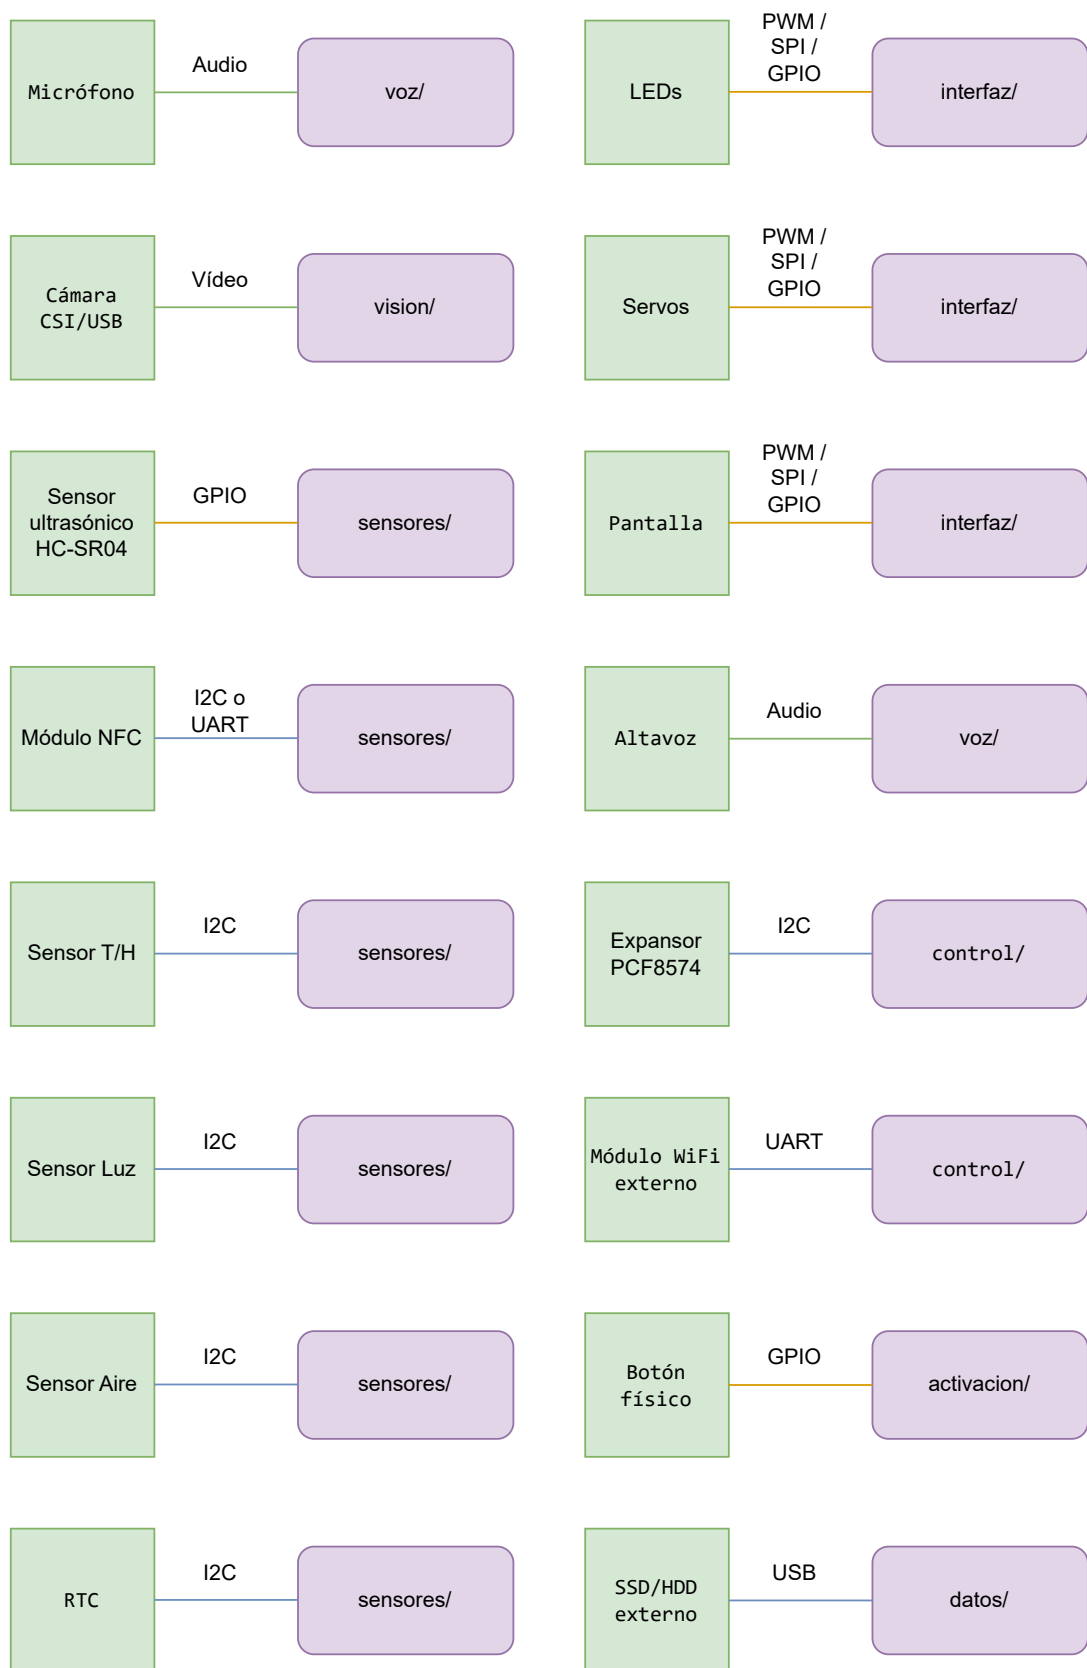 Micrófono
Audio
voz/
LEDs
PWM /
SPI /
GPIO
interfaz/
Cámara
CSI/USB
Vídeo
vision/
Servos
PWM /
SPI /
GPIO
interfaz/
Sensor
ultrasónico
HC-SR04
GPIO
sensores/
Pantalla
PWM /
SPI /
GPIO
interfaz/
Módulo NFC
I2C o
UART
sensores/
Altavoz
Audio
voz/
Sensor T/H
I2C
sensores/
Expansor
PCF8574
I2C
control/
Sensor Luz
I2C
sensores/
Módulo WiFi
externo
UART
control/
Sensor Aire
I2C
sensores/
Botón
físico
GPIO
activacion/
RTC
I2C
sensores/
SSD/HDD
externo
USB
datos/